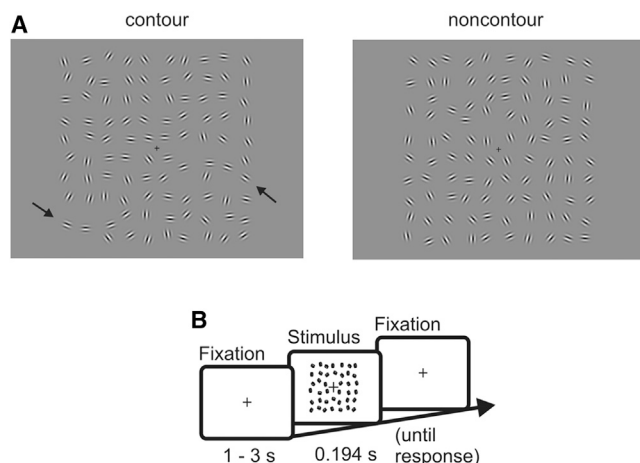 A
contour
noncontour
B
Fixation
Stimulus
Fixation
1 - 3 s
0.194 s
(until
response)